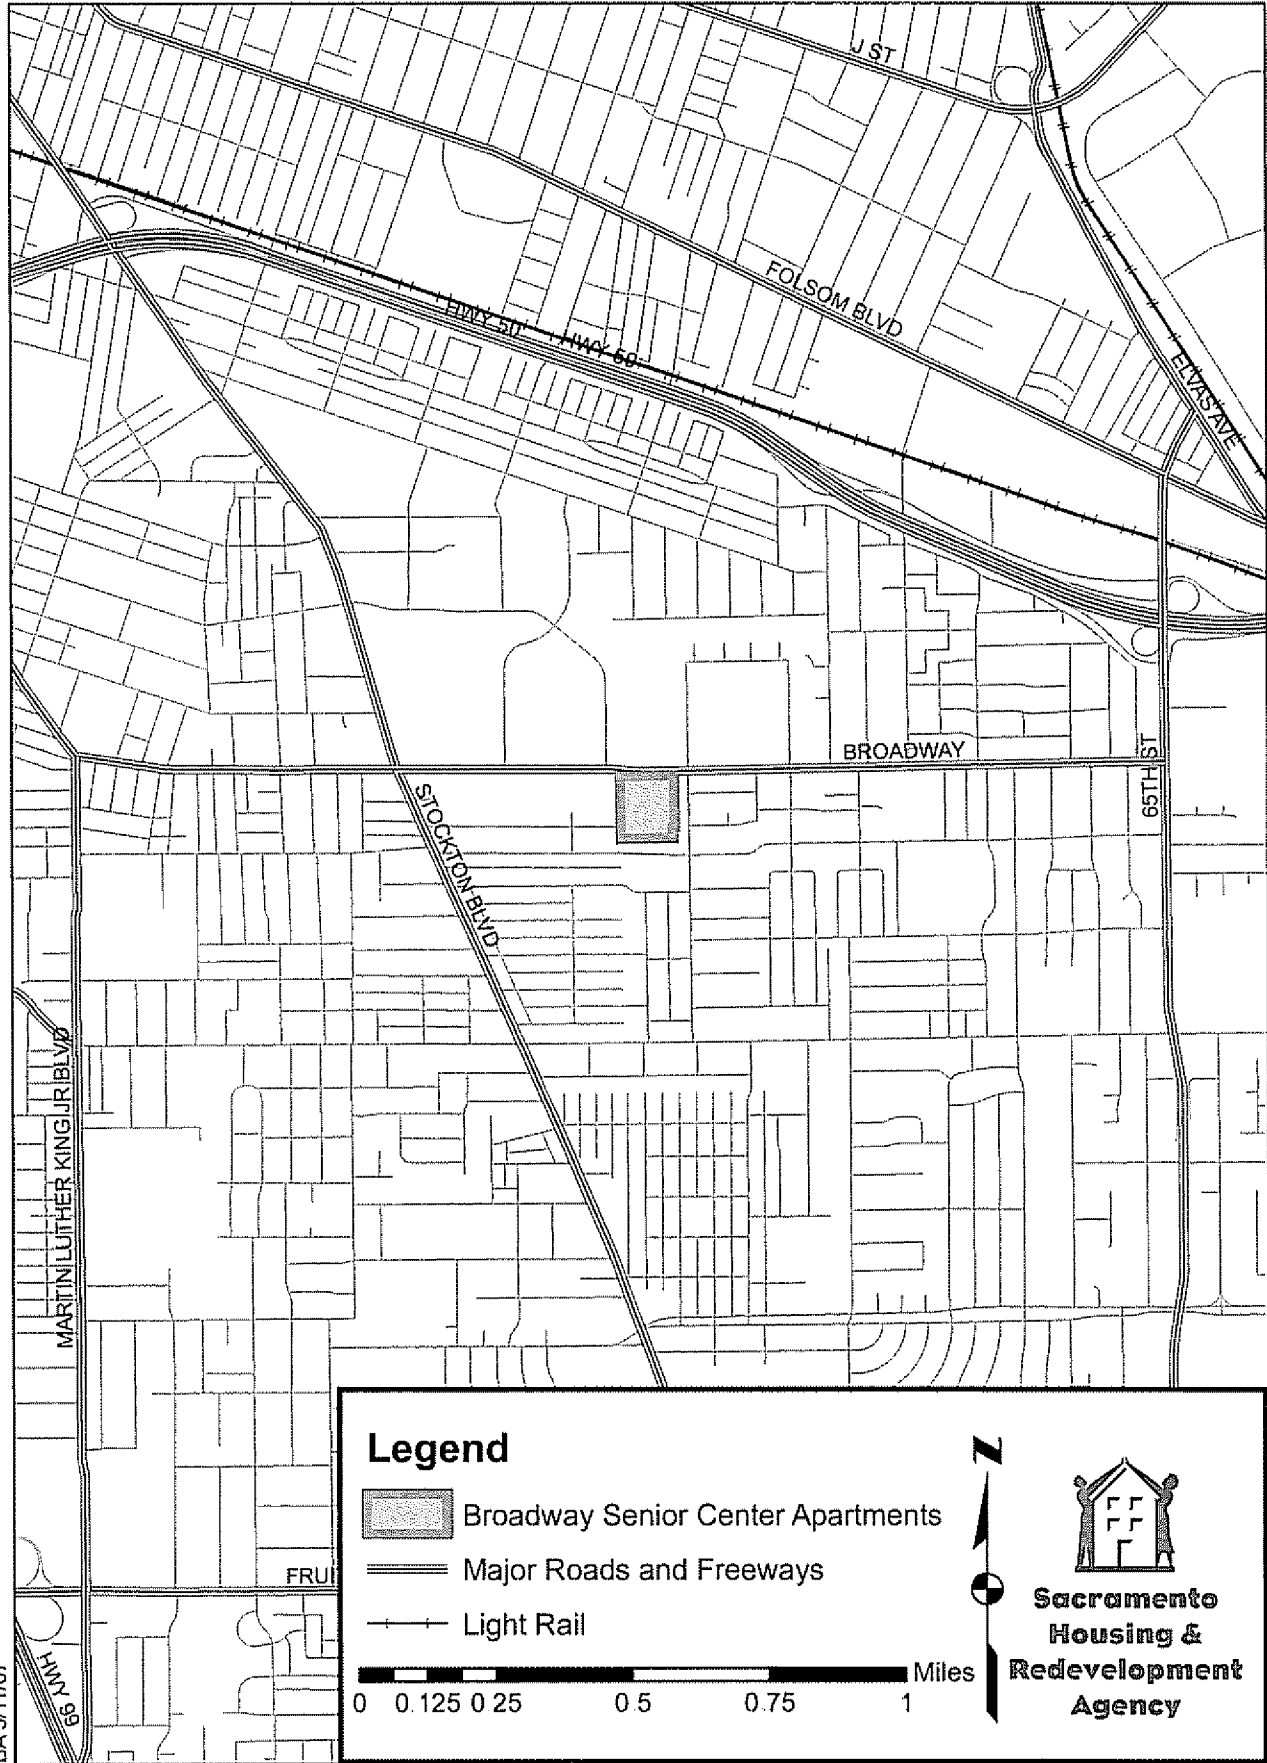 J ST
FOLSOM BLVD
HWY 50
HWY 50
ELVAS AVE
BROADWAY
65TH ST
STOCKTON BLVD
MARTIN LUTHER KING JR BLVD
FRUI
HWY 99
Legend
Broadway Senior Center Apartments
Major Roads and Freeways
Light Rail
Miles
0 0.125 0.25 0.5 0.75 1
N
Sacramento
Housing &
Redevelopment
Agency